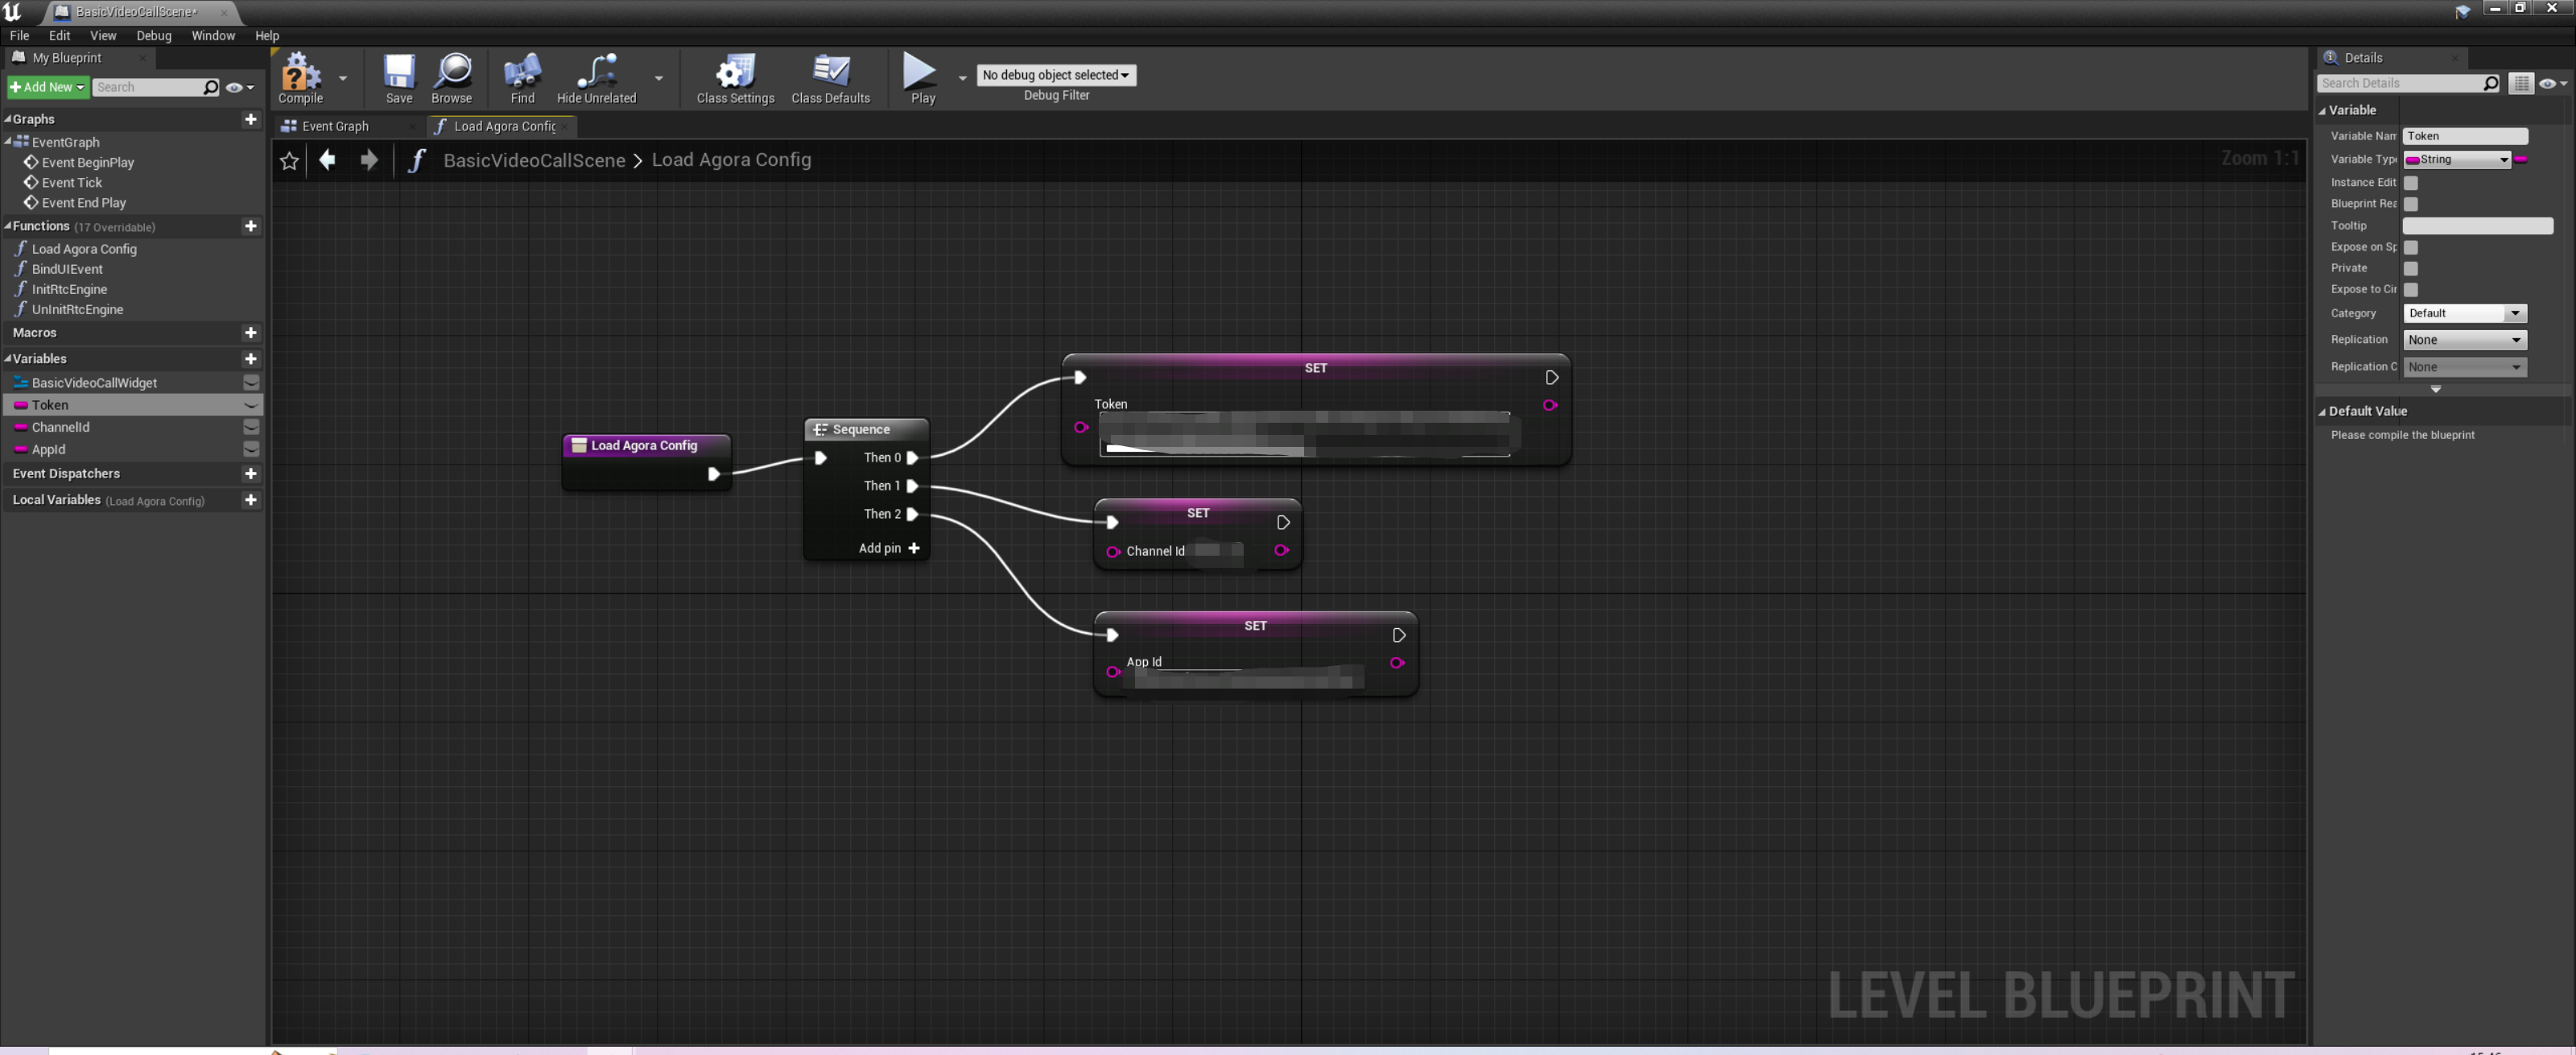 BasicVideoCallScene*
File Edit View Debug Window Help
My Blueprint
Add New Search
Graphs
EventGraph
Event BeginPlay
Event Tick
Event End Play
Functions (17 Overridable)
Load Agora Config
BindUIEvent
InitRtcEngine
UnInitRtcEngine
Macros
Variables
BasicVideoCallWidget
Token
ChannelId
AppId
Event Dispatchers
Local Variables (Load Agora Config)
Compile Save Browse Find Hide Unrelated Class Settings Class Defaults Play
No debug object selected
Debug Filter
Event Graph Load Agora Config
BasicVideoCallScene > Load Agora Config
Zoom 1:1
Load Agora Config
Sequence
Then 0
Then 1
Then 2
Add pin
SET
Token
SET
Channel Id
SET
App Id
LEVEL BLUEPRINT
Details
Search Details
Variable
Variable Nam Token
Variable Type String
Instance Edit
Blueprint Rea
Tooltip
Expose on Sp
Private
Expose to Cin
Category Default
Replication None
Replication C None
Default Value
Please compile the blueprint